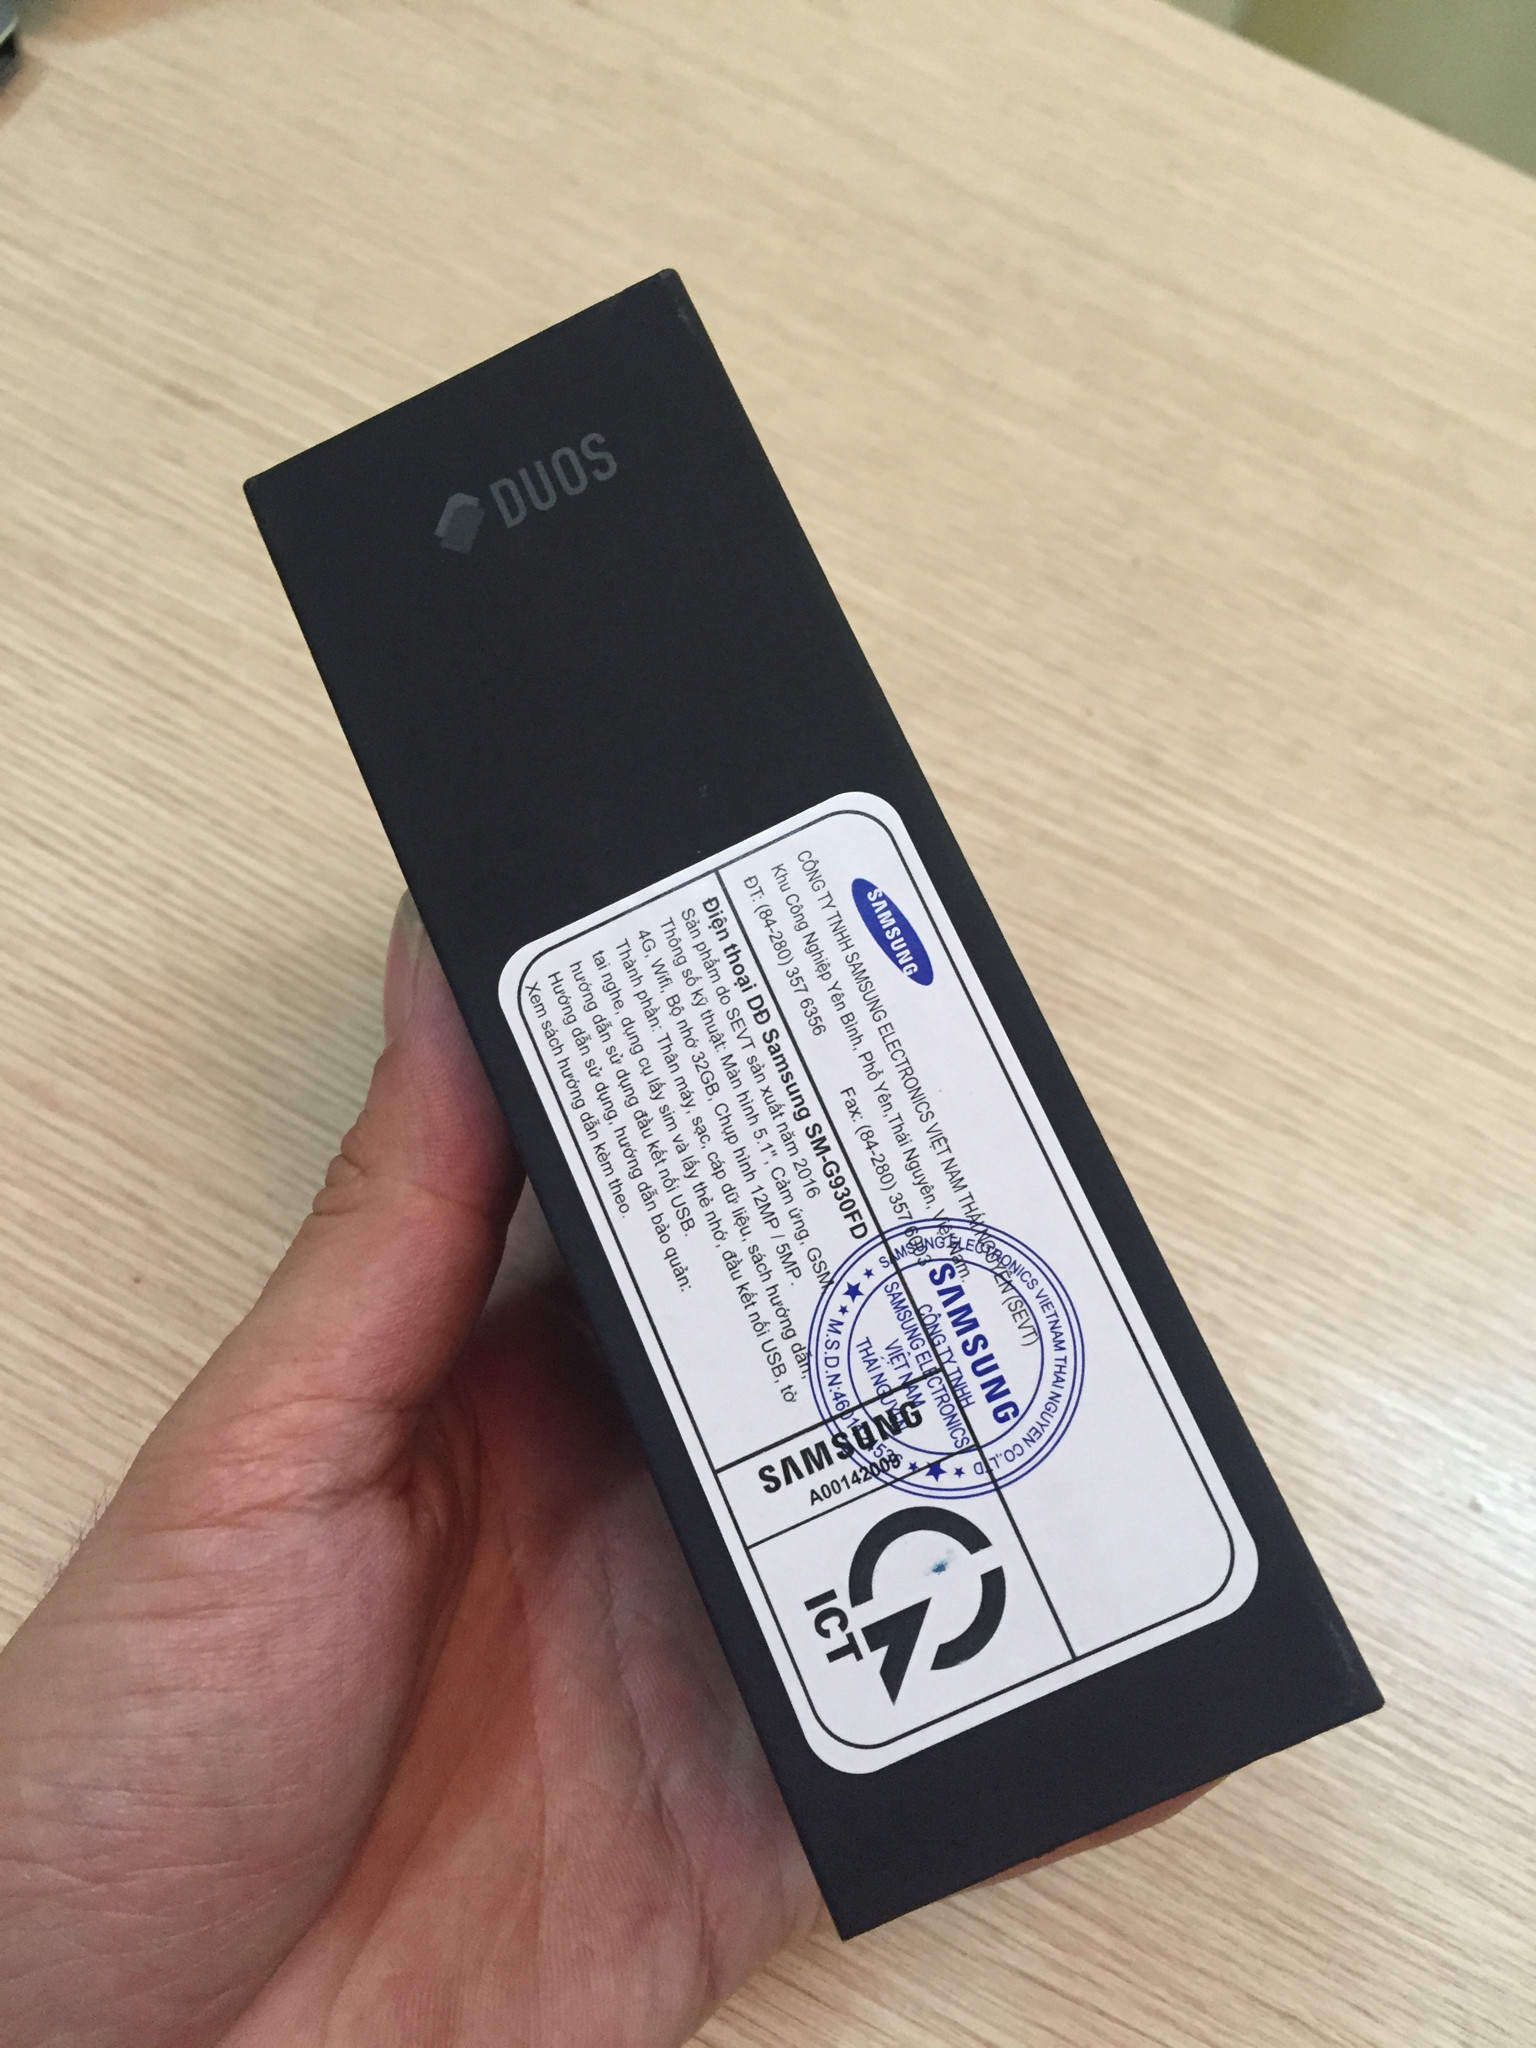 DUOS
SAMSUNG
CÔNG TY TNHH SAMSUNG ELECTRONICS VIỆT NAM THÁI NGUYÊN (SEVT)
Khu Công Nghiệp Yên Bình, Phổ Yên,Thái Nguyên, Việt Nam.
ĐT: (84-280) 357 6356 Fax: (84-280) 357 6003
Điện thoại DĐ Samsung SM-G930FD
Sản phẩm do SEVT sản xuất năm 2016
Thông số kỹ thuật: Màn hình 5.1", Cảm ứng, GSM,
4G, Wifi, Bộ nhớ 32GB, Chụp hình 12MP / 5MP.
Thành phần: Thân máy, sạc, cáp dữ liệu, sách hướng dẫn,
tai nghe, dụng cụ lấy sim và lấy thẻ nhớ, đầu kết nối USB, tờ
hướng dẫn sử dụng đầu kết nối USB.
Hướng dẫn sử dụng, hướng dẫn bảo quản:
Xem sách hướng dẫn kèm theo.
SAMSUNG ELECTRONICS VIETNAM THAI NGUYEN CO.,LTD
SAMSUNG
CÔNG TY TNHH
SAMSUNG ELECTRONICS
VIỆT NAM
THÁI NGUYÊN
M.S.D.N:
SAMSUNG
A00142009
ICT